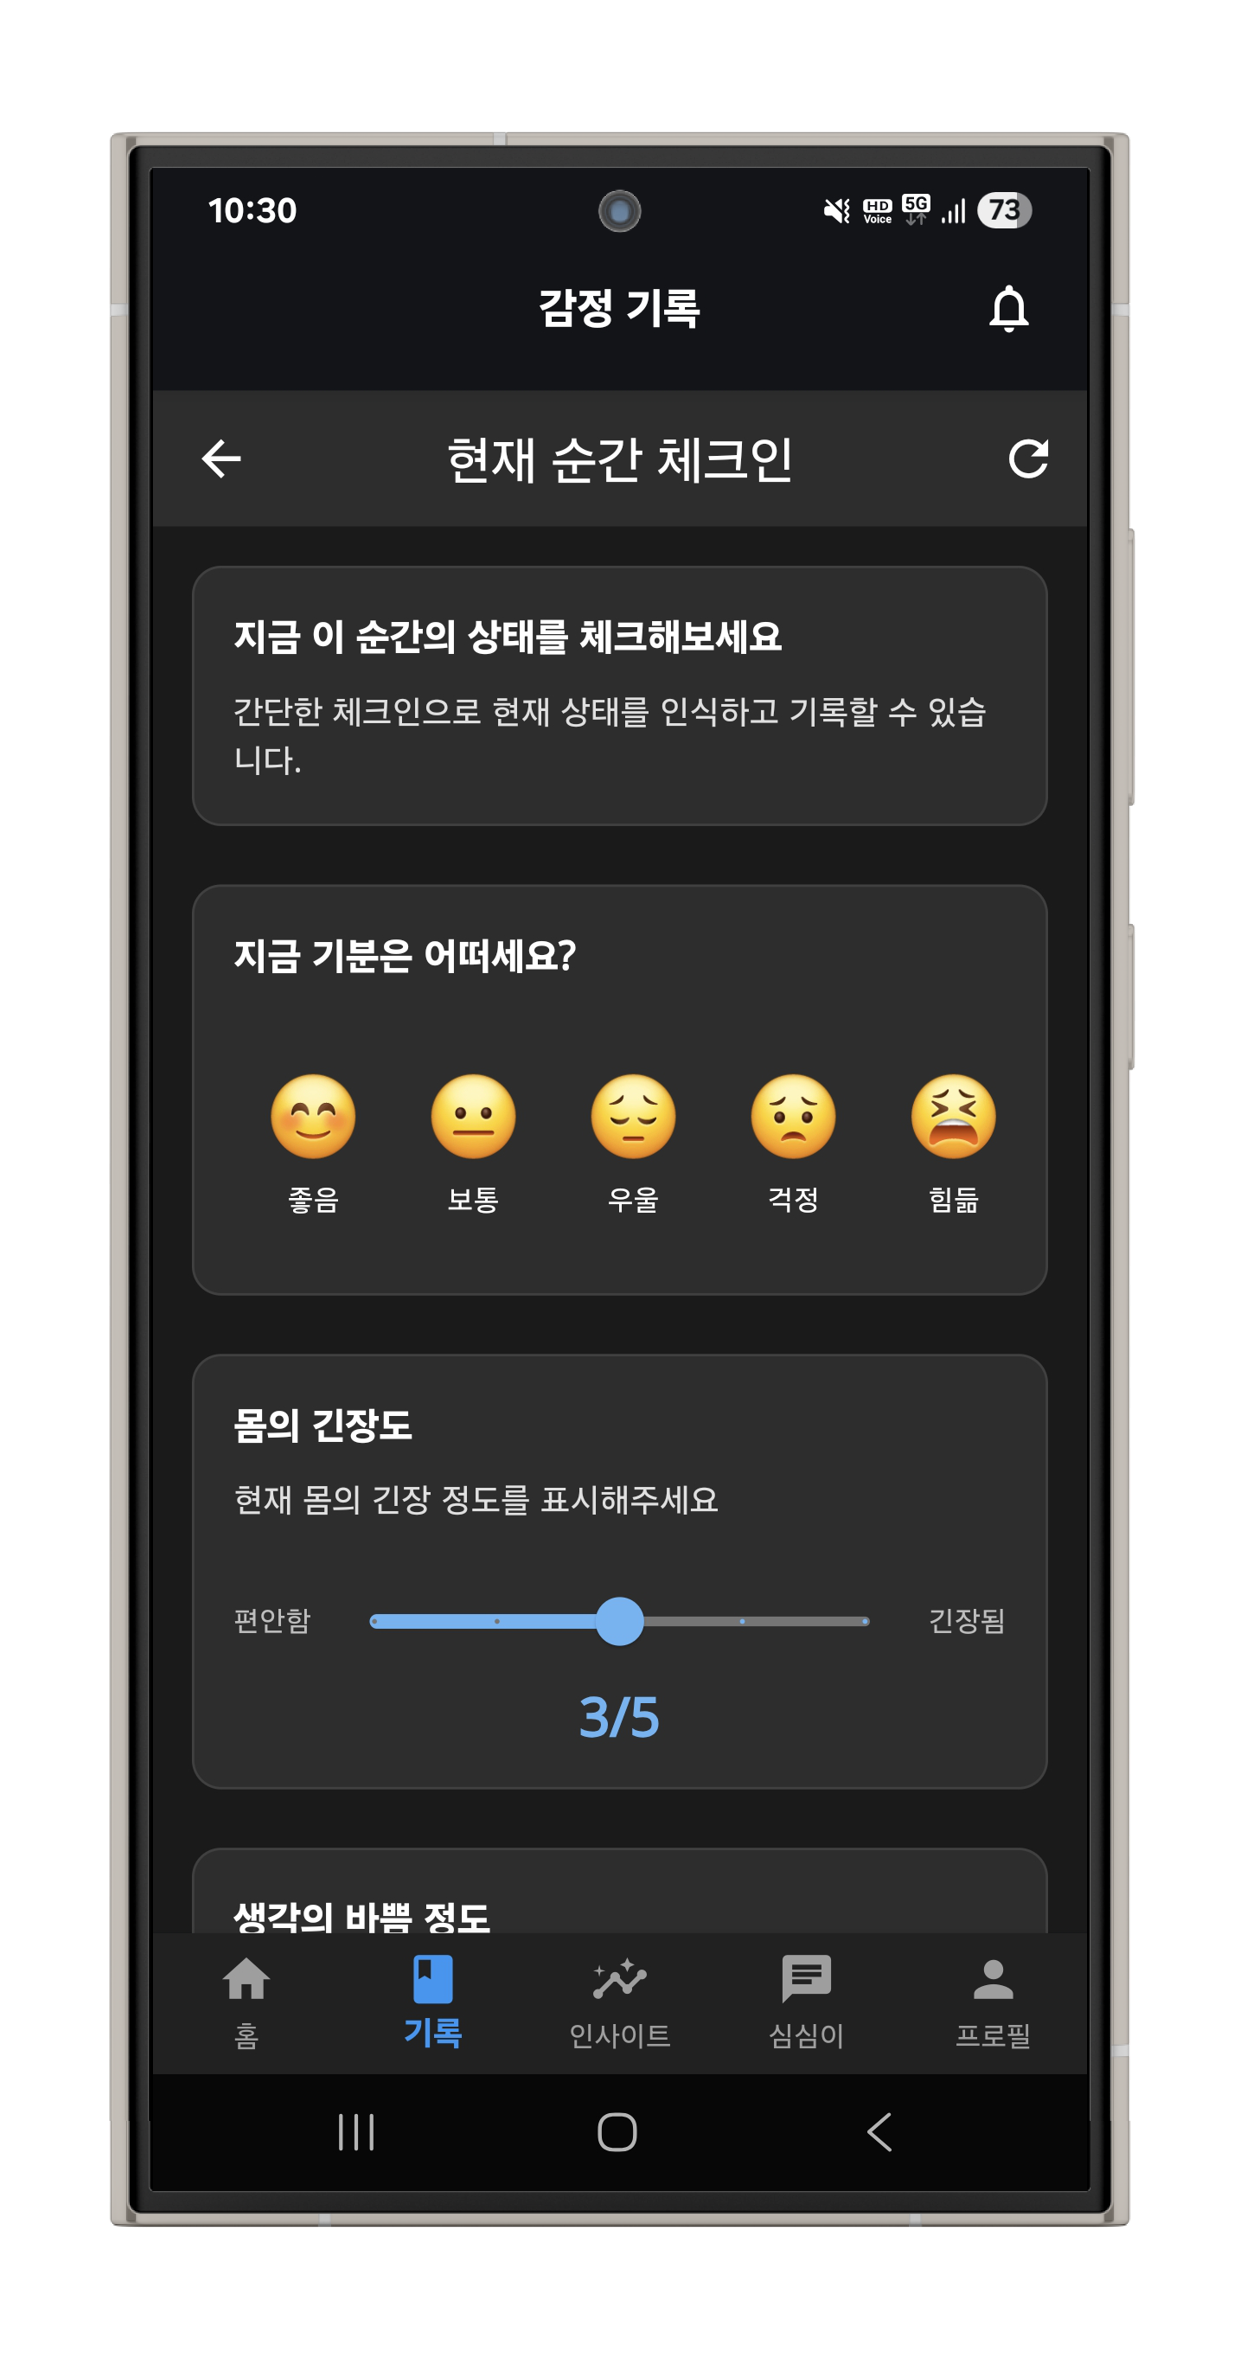 10:30
HD Voice 5G 73
감정 기록
현재 순간 체크인
지금 이 순간의 상태를 체크해보세요
간단한 체크인으로 현재 상태를 인식하고 기록할 수 있습
니다.
지금 기분은 어떠세요?
좋음 보통 우울 걱정 힘듦
몸의 긴장도
현재 몸의 긴장 정도를 표시해주세요
편안함 긴장됨
3/5
생각의 바쁨 정도
홈 기록 인사이트 심심이 프로필